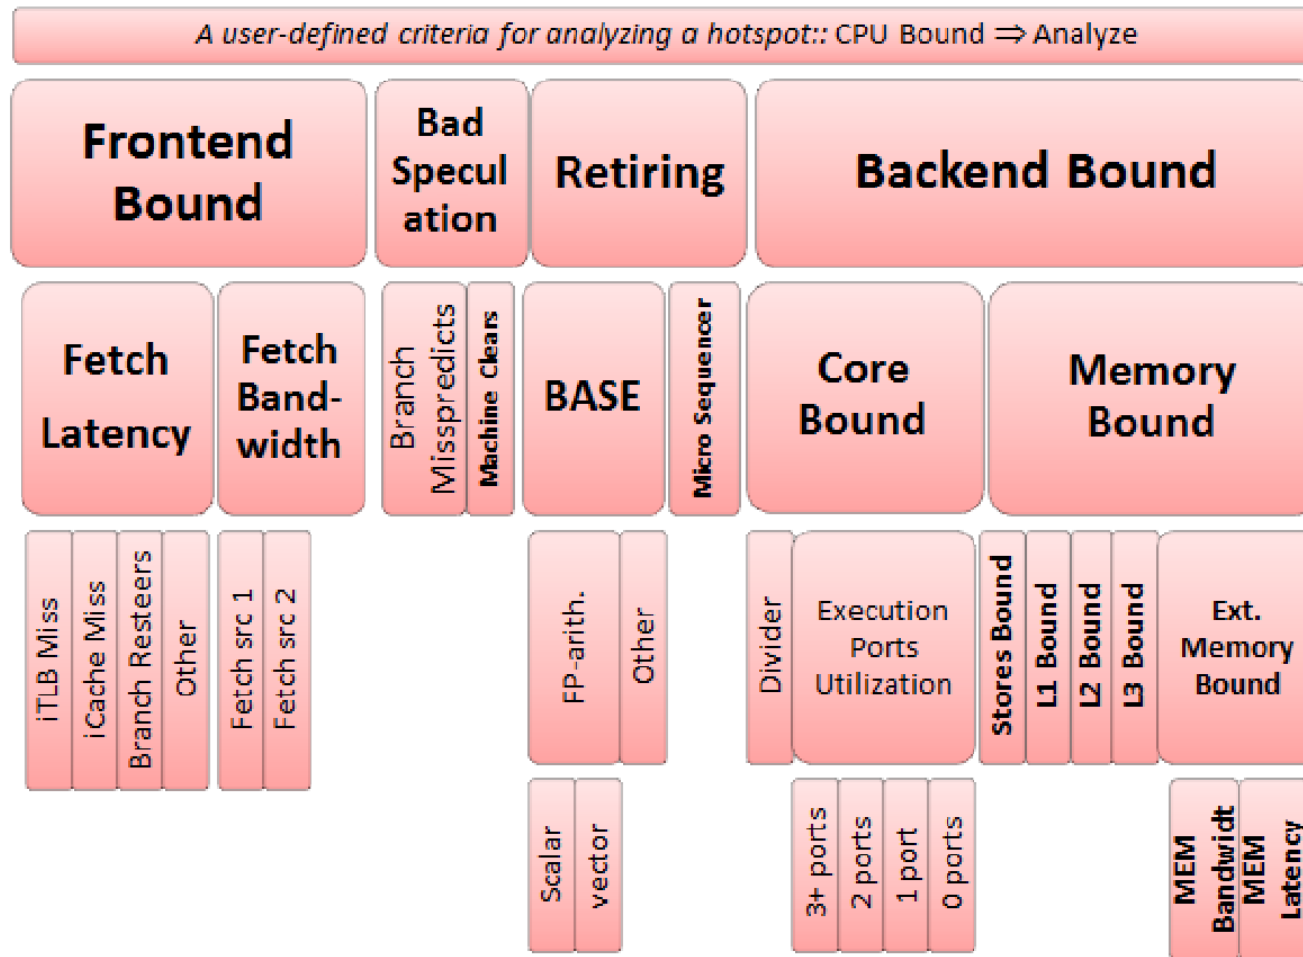 A user-defined criteria for analyzing a hotspot:: CPU Bound ⇒ Analyze
Frontend
Bound
Bad
Specul
ation
Retiring
Backend Bound
Fetch
Latency
Fetch
Band-
width
Branch
Misspredicts
Machine Clears
BASE
Micro Sequencer
Core
Bound
Memory
Bound
iTLB Miss
iCache Miss
Branch Resteers
Other
Fetch src 1
Fetch src 2
FP-arith.
Other
Divider
Execution
Ports
Utilization
Stores Bound
L1 Bound
L2 Bound
L3 Bound
Ext.
Memory
Bound
Scalar
vector
3+ ports
2 ports
1 port
0 ports
MEM
Bandwidt
MEM
Latency